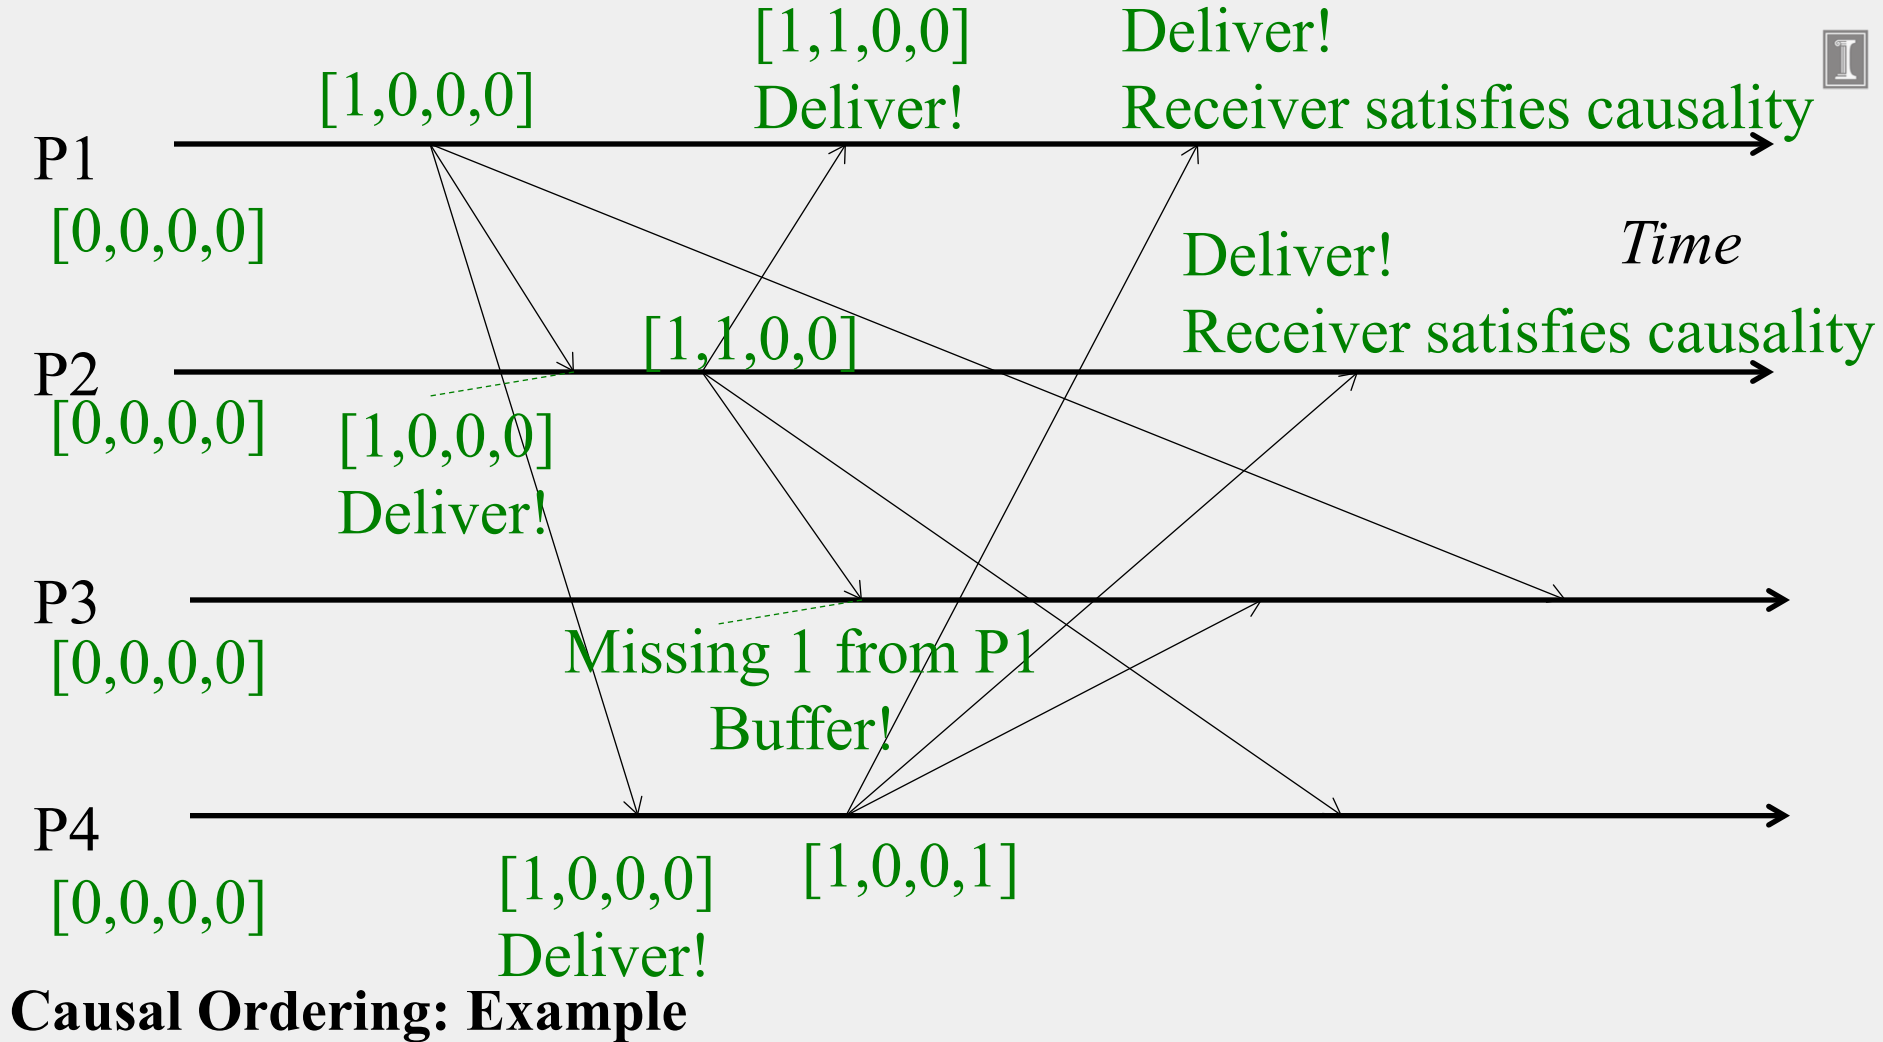 [1,1,0,0]
Deliver!
Deliver!
Receiver satisfies causality
[1,0,0,0]
P1
[0,0,0,0]
Time
Deliver!
Receiver satisfies causality
[1,1,0,0]
P2
[0,0,0,0]
[1,0,0,0]
Deliver!
P3
[0,0,0,0]
Missing 1 from P1
Buffer!
P4
[0,0,0,0]
[1,0,0,0]
Deliver!
[1,0,0,1]
Causal Ordering: Example